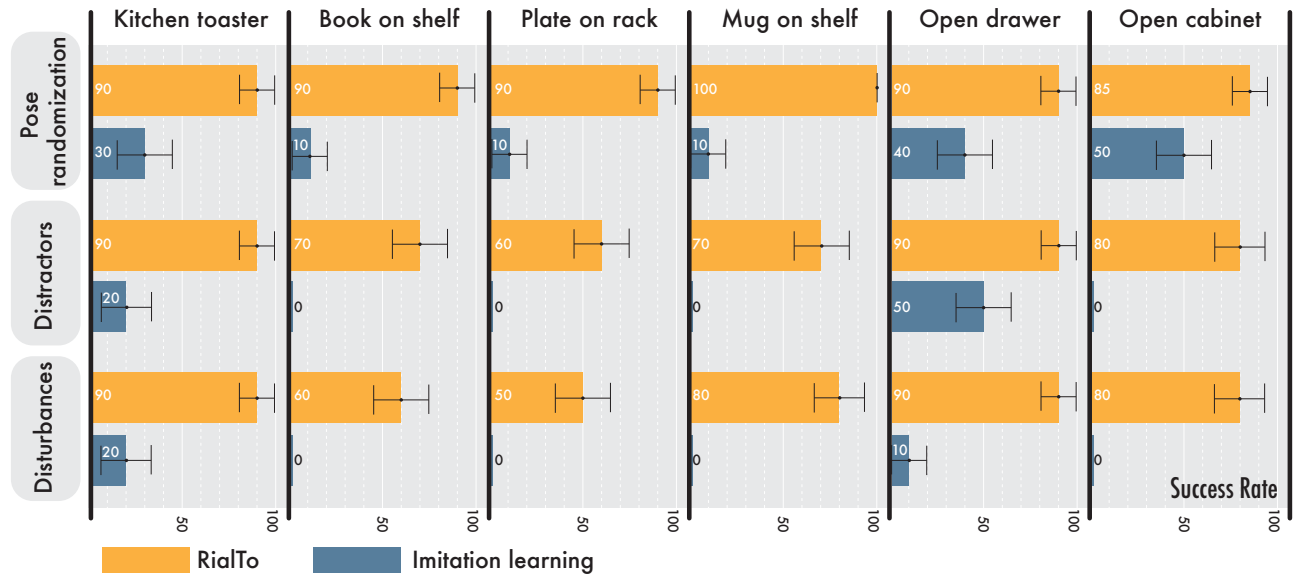 Kitchen toaster Book on shelf Plate on rack Mug on shelf Open drawer Open cabinet
Pose
randomization
90 90 90 100 90 85
30 10 10 10 40 50
Distractors
90 70 60 70 90 80
20 0 0 0 50 0
Disturbances
90 60 50 80 90 80
20 0 0 0 10 0
Success Rate
50 100 50 100 50 100 50 100 50 100 50 100
RialTo Imitation learning